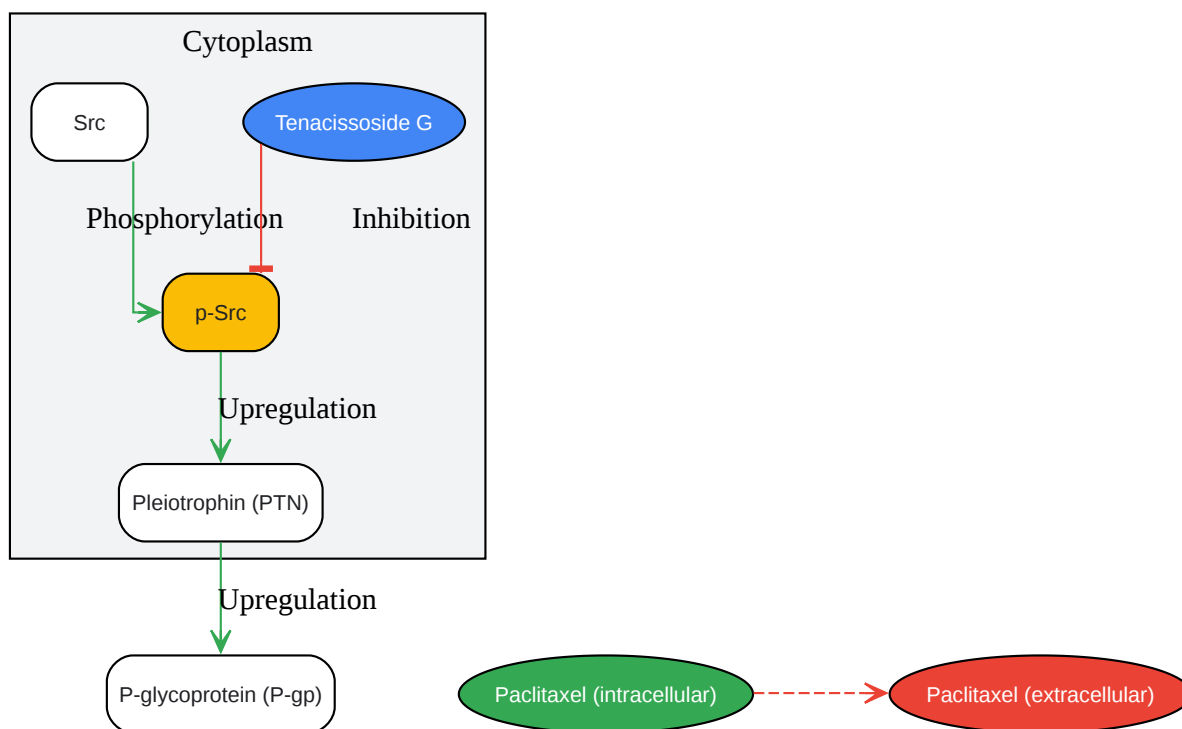 Cytoplasm
Src
Tenacissoside G
Phosphorylation
Inhibition
p-Src
Upregulation
Pleiotrophin (PTN)
Upregulation
P-glycoprotein (P-gp)
Paclitaxel (intracellular)
Paclitaxel (extracellular)